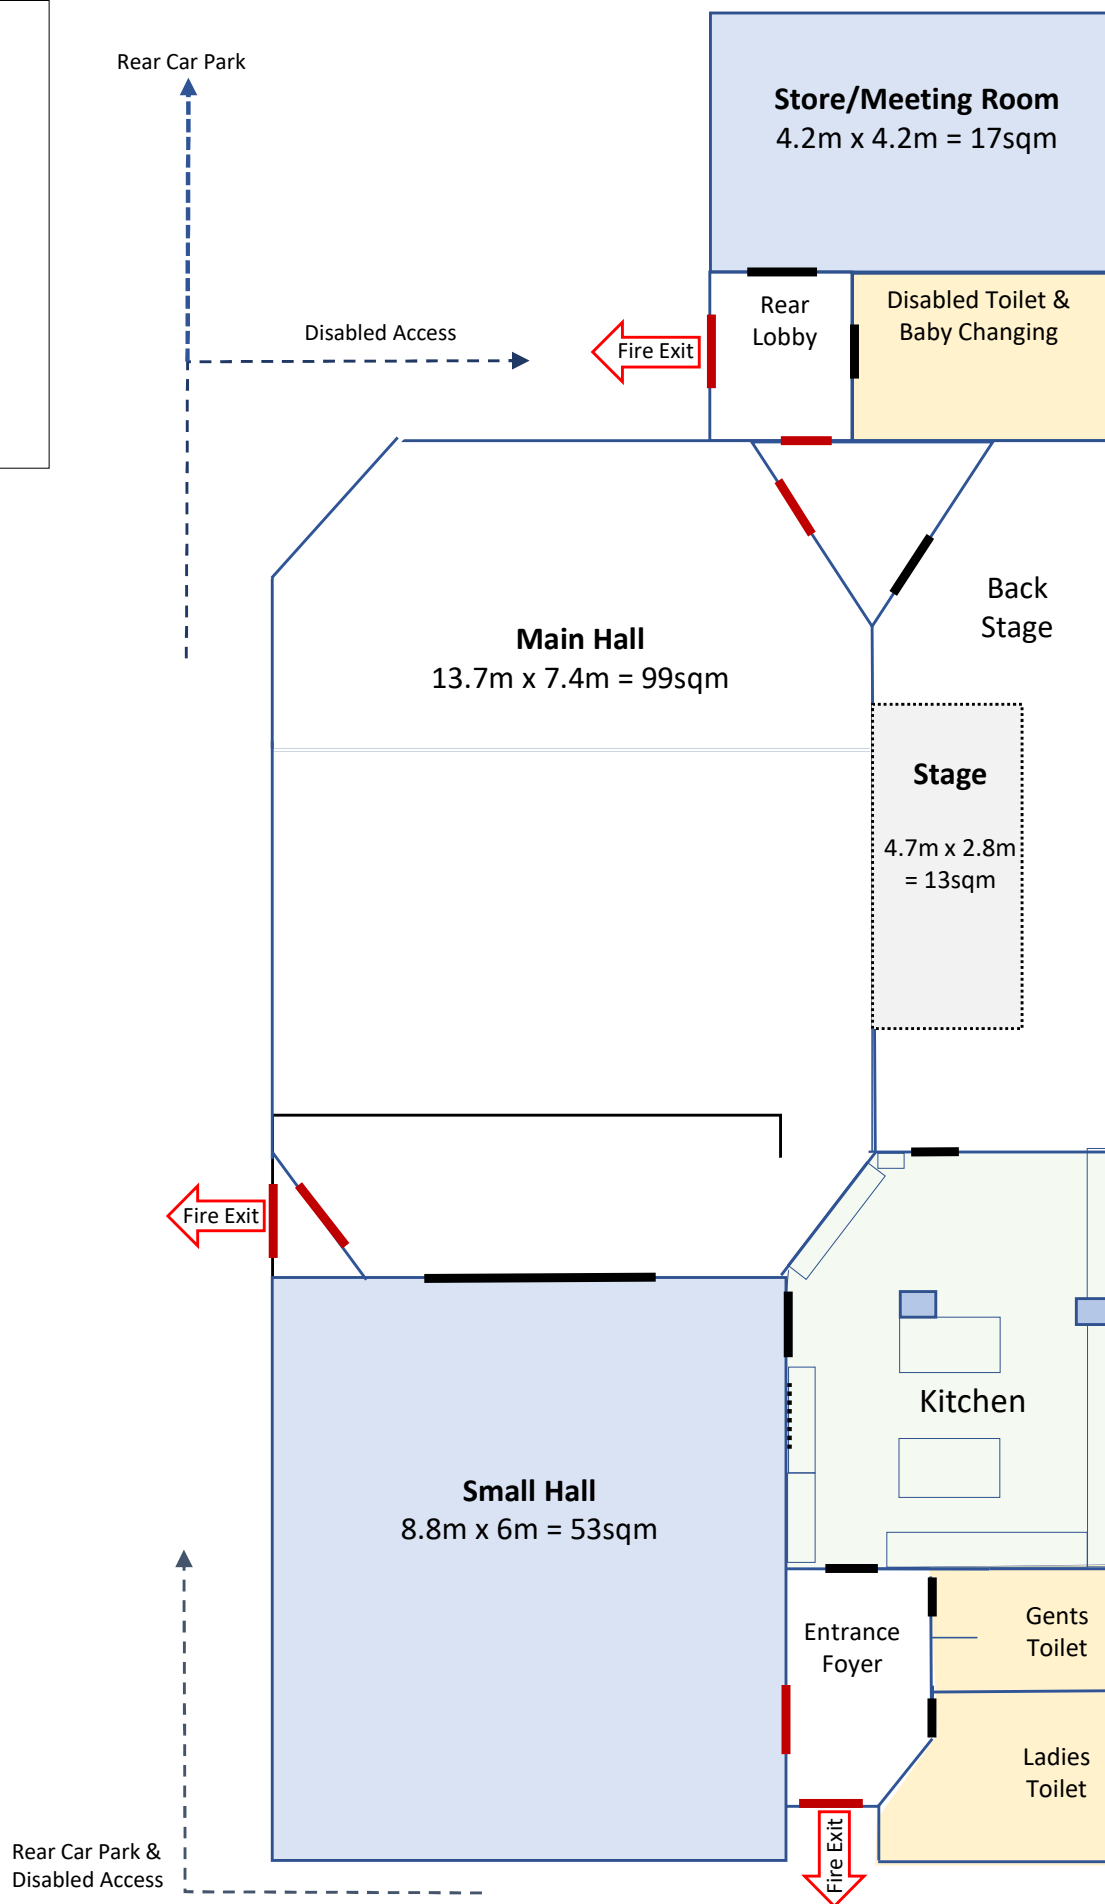 Rear Car Park
Store/Meeting Room
4.2m x 4.2m = 17sqm
Disabled Access
Fire Exit
Rear
Lobby
Disabled Toilet &
Baby Changing
Back
Stage
Main Hall
13.7m x 7.4m = 99sqm
Stage
4.7m x 2.8m
= 13sqm
Fire Exit
Kitchen
Small Hall
8.8m x 6m = 53sqm
Entrance
Foyer
Gents
Toilet
Ladies
Toilet
Fire Exit
Rear Car Park &
Disabled Access